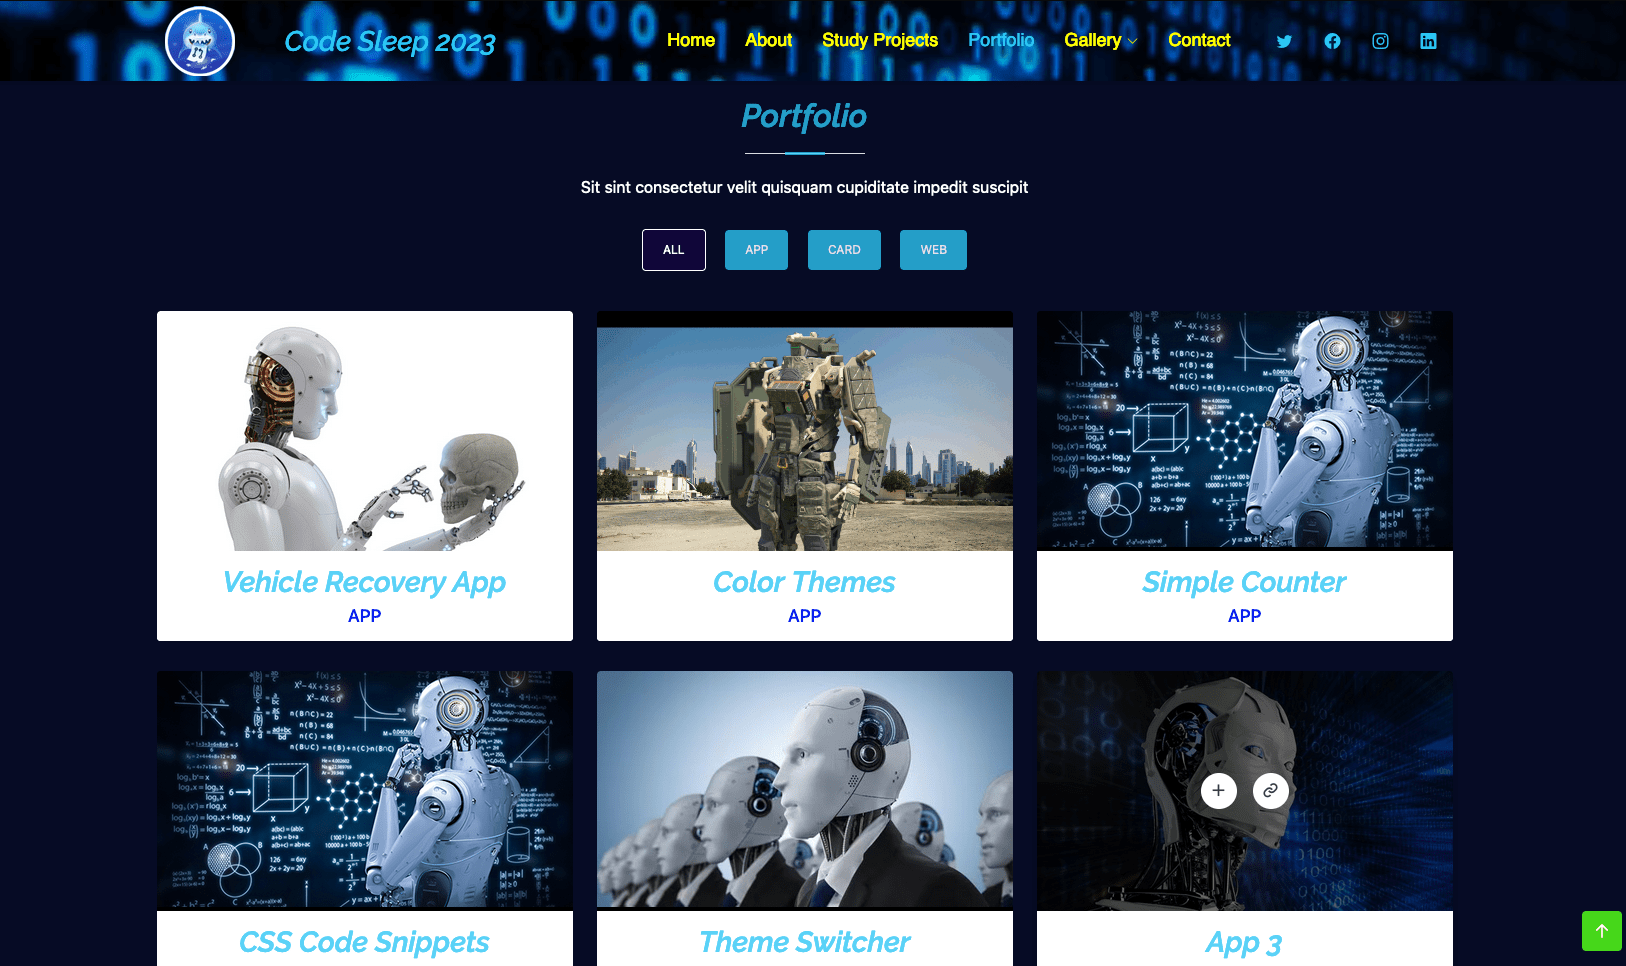 Code Sleep 2023
Home About Study Projects Portfolio Gallery Contact
Portfolio
Sit sint consectetur velit quisquam cupiditate impedit suscipit
ALL APP CARD WEB
Vehicle Recovery App
APP
Color Themes
APP
Simple Counter
APP
CSS Code Snippets
Theme Switcher
App 3